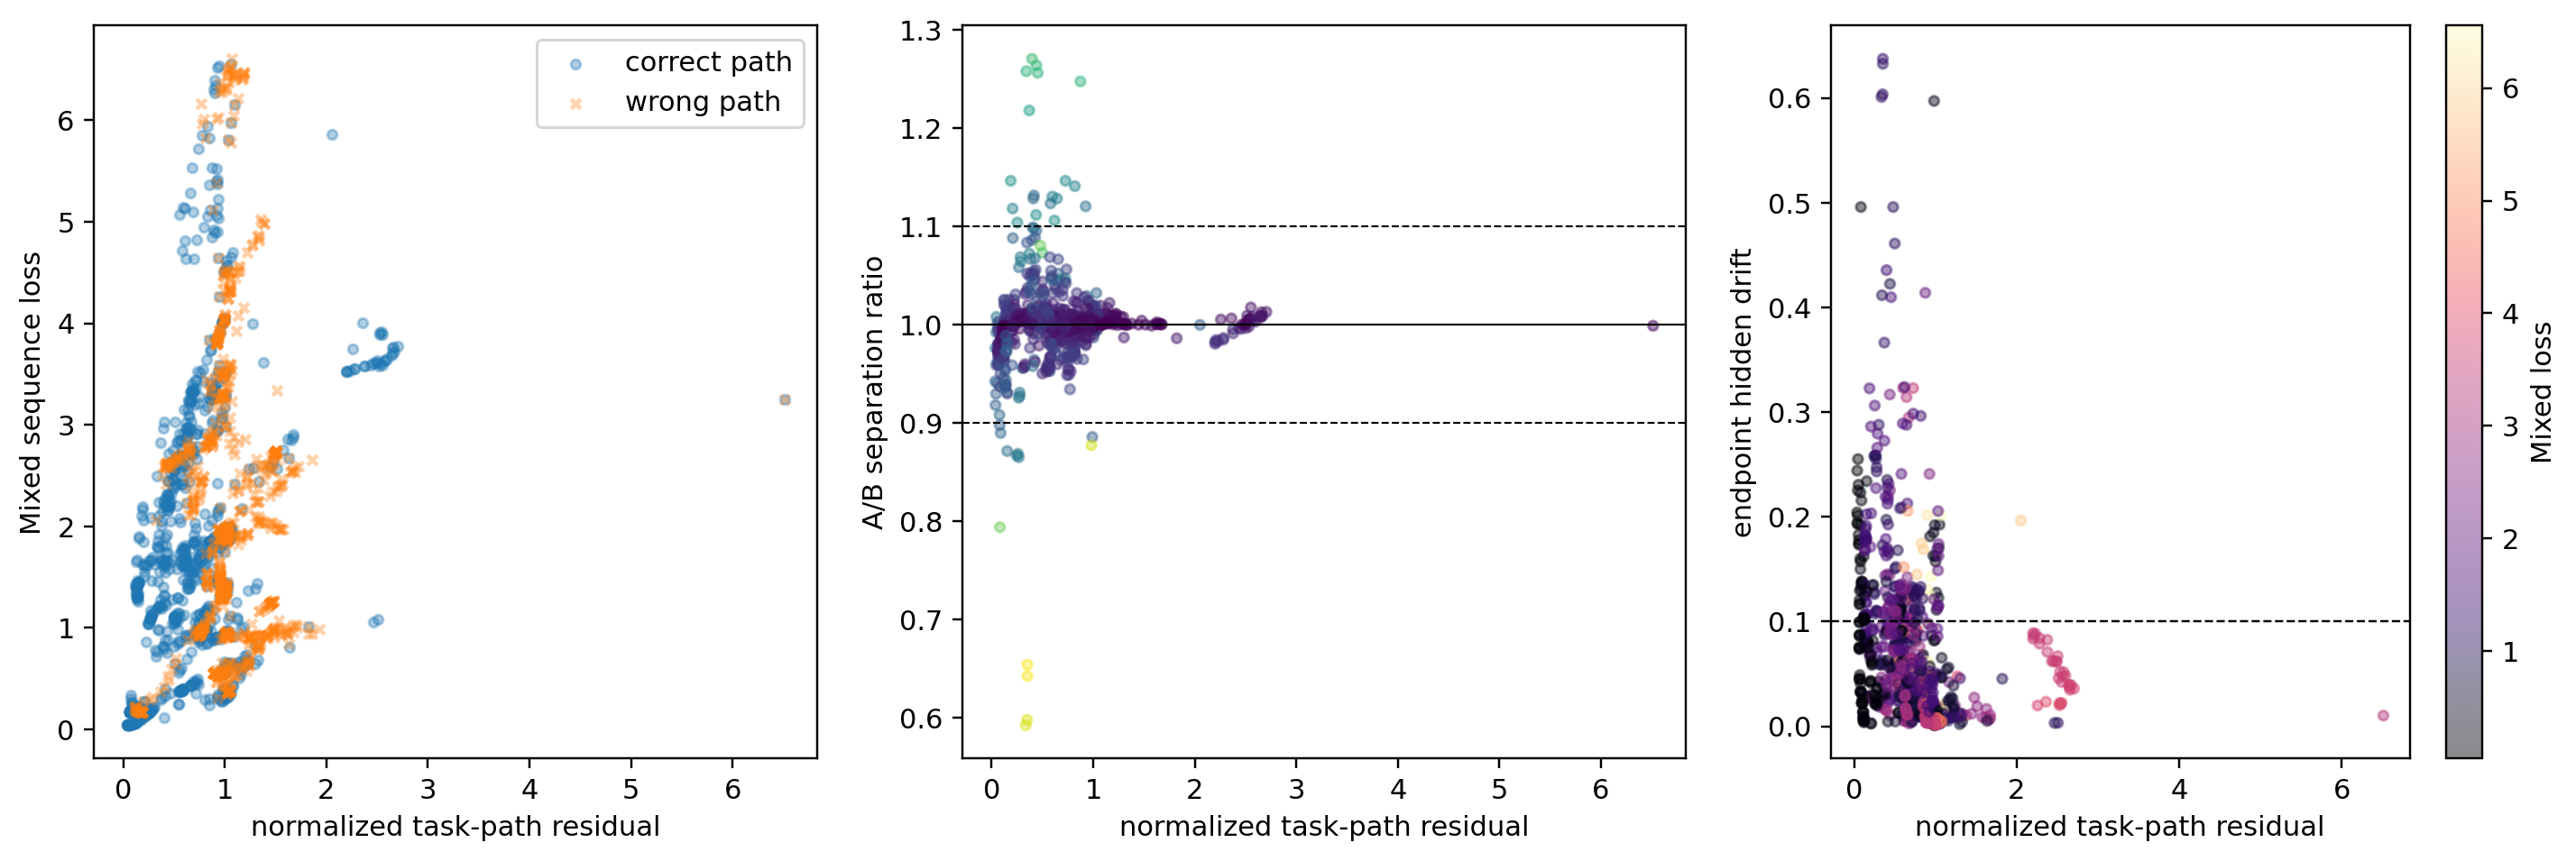 Mixed sequence loss
6
5
4
3
2
1
0
correct path
wrong path
0 1 2 3 4 5 6
normalized task-path residual
A/B separation ratio
1.3
1.2
1.1
1.0
0.9
0.8
0.7
0.6
0 1 2 3 4 5 6
normalized task-path residual
endpoint hidden drift
0.6
0.5
0.4
0.3
0.2
0.1
0.0
0 2 4 6
normalized task-path residual
6
5
4
3
2
1
Mixed loss